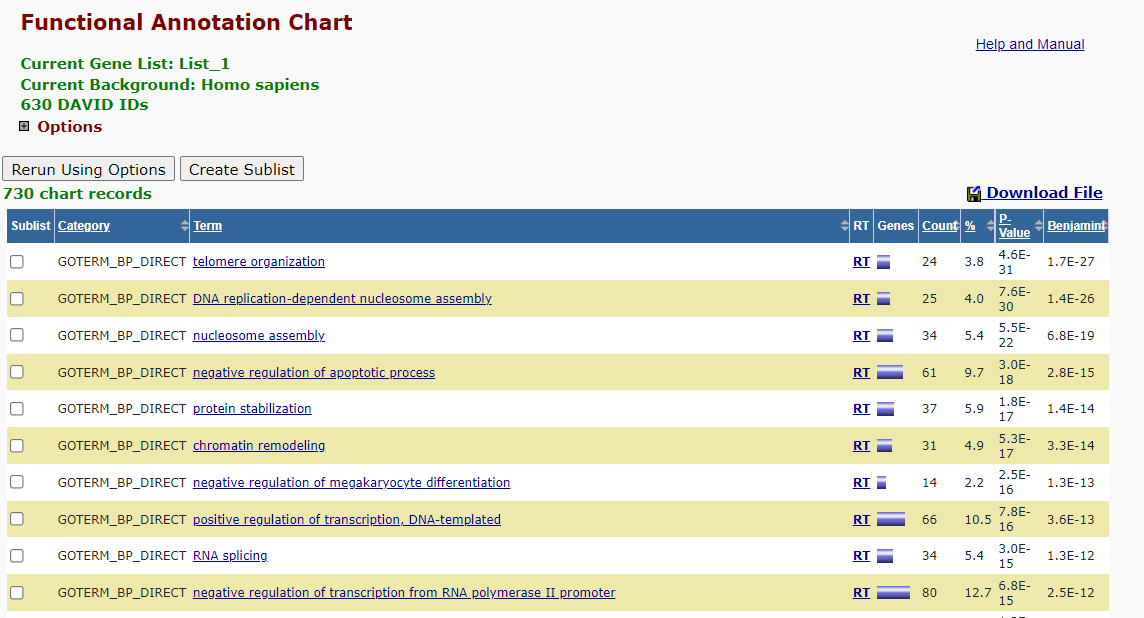 Functional Annotation Chart
Help and Manual
Current Gene List: List_1
Current Background: Homo sapiens
630 DAVID IDs
Options
Rerun Using Options Create Sublist
730 chart records Download File
Sublist Category Term RT Genes Count % P-Value Benjamini
GOTERM_BP_DIRECT telomere organization RT 24 3.8 4.6E-31 1.7E-27
GOTERM_BP_DIRECT DNA replication-dependent nucleosome assembly RT 25 4.0 7.6E-30 1.4E-26
GOTERM_BP_DIRECT nucleosome assembly RT 34 5.4 5.5E-22 6.8E-19
GOTERM_BP_DIRECT negative regulation of apoptotic process RT 61 9.7 3.0E-18 2.8E-15
GOTERM_BP_DIRECT protein stabilization RT 37 5.9 1.8E-17 1.4E-14
GOTERM_BP_DIRECT chromatin remodeling RT 31 4.9 5.3E-17 3.3E-14
GOTERM_BP_DIRECT negative regulation of megakaryocyte differentiation RT 14 2.2 2.5E-16 1.3E-13
GOTERM_BP_DIRECT positive regulation of transcription, DNA-templated RT 66 10.5 7.8E-16 3.6E-13
GOTERM_BP_DIRECT RNA splicing RT 34 5.4 3.0E-15 1.3E-12
GOTERM_BP_DIRECT negative regulation of transcription from RNA polymerase II promoter RT 80 12.7 6.8E-15 2.5E-12